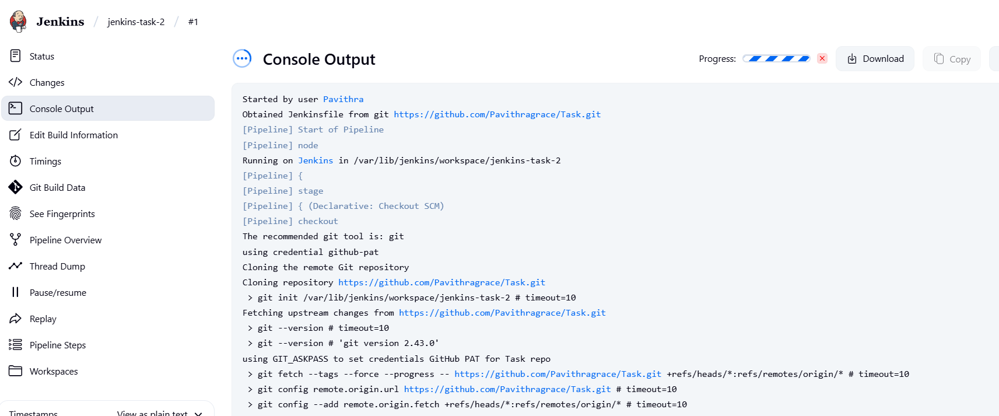 Jenkins / jenkins-task-2 / #1
Status
Changes
Console Output
Edit Build Information
Timings
Git Build Data
See Fingerprints
Pipeline Overview
Thread Dump
Pause/resume
Replay
Pipeline Steps
Workspaces
Timestamps View as plain text
Console Output
Progress:
Download
Copy
Started by user Pavithra
Obtained Jenkinsfile from git https://github.com/Pavithragrace/Task.git
[Pipeline] Start of Pipeline
[Pipeline] node
Running on Jenkins in /var/lib/jenkins/workspace/jenkins-task-2
[Pipeline] {
[Pipeline] stage
[Pipeline] { (Declarative: Checkout SCM)
[Pipeline] checkout
The recommended git tool is: git
using credential github-pat
Cloning the remote Git repository
Cloning repository https://github.com/Pavithragrace/Task.git
 > git init /var/lib/jenkins/workspace/jenkins-task-2 # timeout=10
Fetching upstream changes from https://github.com/Pavithragrace/Task.git
 > git --version # timeout=10
 > git --version # 'git version 2.43.0'
using GIT_ASKPASS to set credentials GitHub PAT for Task repo
 > git fetch --tags --force --progress -- https://github.com/Pavithragrace/Task.git +refs/heads/*:refs/remotes/origin/* # timeout=10
 > git config remote.origin.url https://github.com/Pavithragrace/Task.git # timeout=10
 > git config --add remote.origin.fetch +refs/heads/*:refs/remotes/origin/* # timeout=10